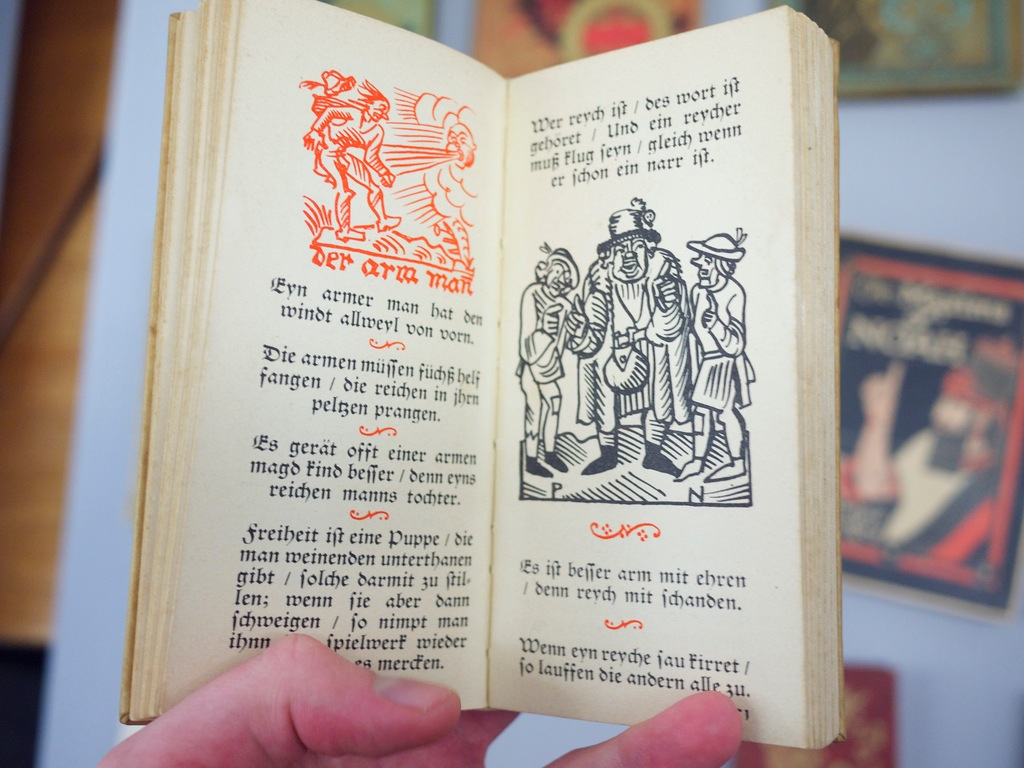 der arm man
Eyn armer man hat den
windt allweyl von vorn.
Die armen müssen füchß helf
fangen / die reichen in jhrn
peltzen prangen.
Es gerät offt einer armen
magd kind besser / denn eyns
reichen manns tochter.
Freiheit ist eine Puppe / die
man weinenden unterthanen
gibt / solche darmit zu stil-
len; wenn sie aber dann
schweigen / so nimpt man
ihnn spielwerk wieder
es mercken.
Wer reych ist / des wort ist
gehöret / Und ein reycher
muß klug seyn / gleich wenn
er schon ein narr ist.
P N
Es ist besser arm mit ehren
/ denn reych mit schanden.
Wenn eyn reyche sau kirret /
so lauffen die andern alle zu.
NOAH